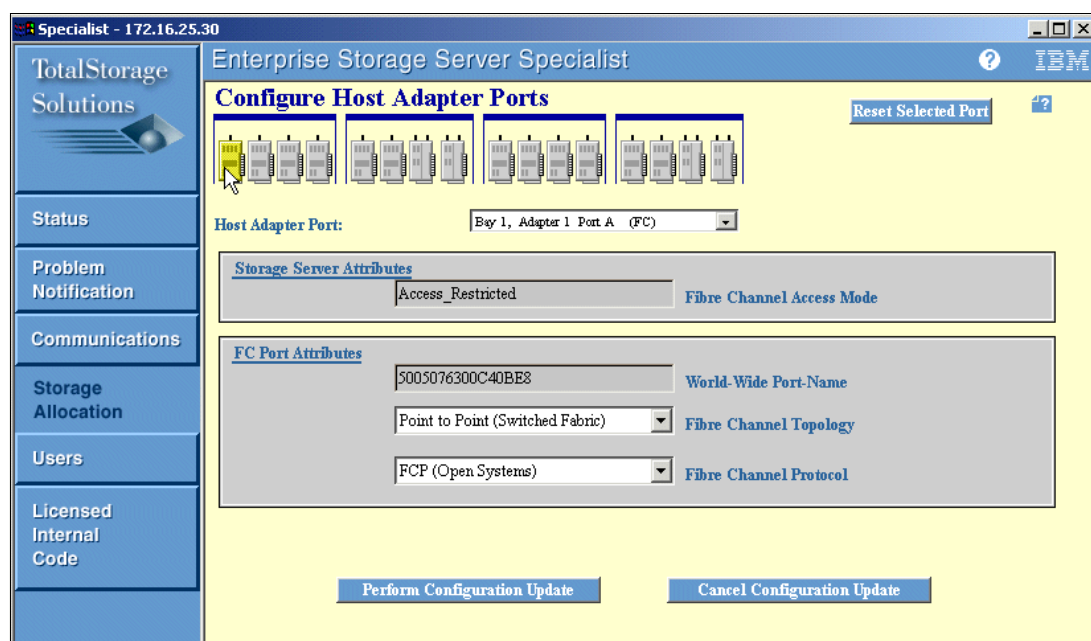 Specialist - 172.16.25.30
TotalStorage
Solutions
Enterprise Storage Server Specialist
?
IBM
Configure Host Adapter Ports
Reset Selected Port
?
Host Adapter Port:
Bay 1, Adapter 1 Port A (FC)
Status
Problem
Notification
Communications
Storage
Allocation
Users
Licensed
Internal
Code
Storage Server Attributes
Access_Restricted
Fibre Channel Access Mode
FC Port Attributes
5005076300C40BE8
World-Wide Port-Name
Point to Point (Switched Fabric)
Fibre Channel Topology
FCP (Open Systems)
Fibre Channel Protocol
Perform Configuration Update
Cancel Configuration Update